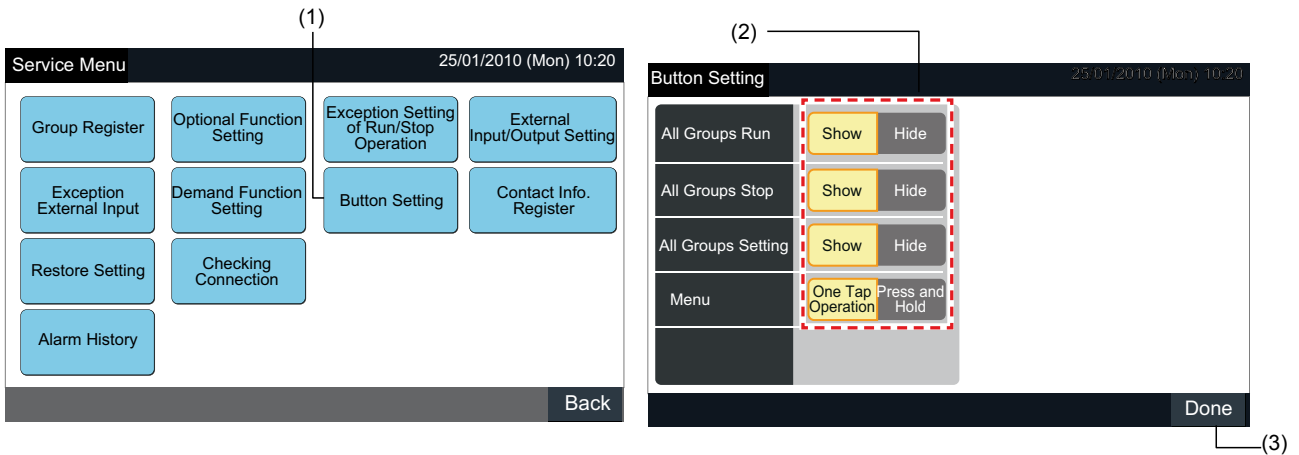 (1)
Service Menu
25/01/2010 (Mon) 10:20
Group Register
Optional Function
Setting
Exception Setting
of Run/Stop
Operation
External
Input/Output Setting
Exception
External Input
Demand Function
Setting
Button Setting
Contact Info.
Register
Restore Setting
Checking
Connection
Alarm History
Back
(2)
Button Setting
25/01/2010 (Mon) 10:20
All Groups Run
Show
Hide
All Groups Stop
Show
Hide
All Groups Setting
Show
Hide
Menu
One Tap
Operation
Press and
Hold
Done
(3)